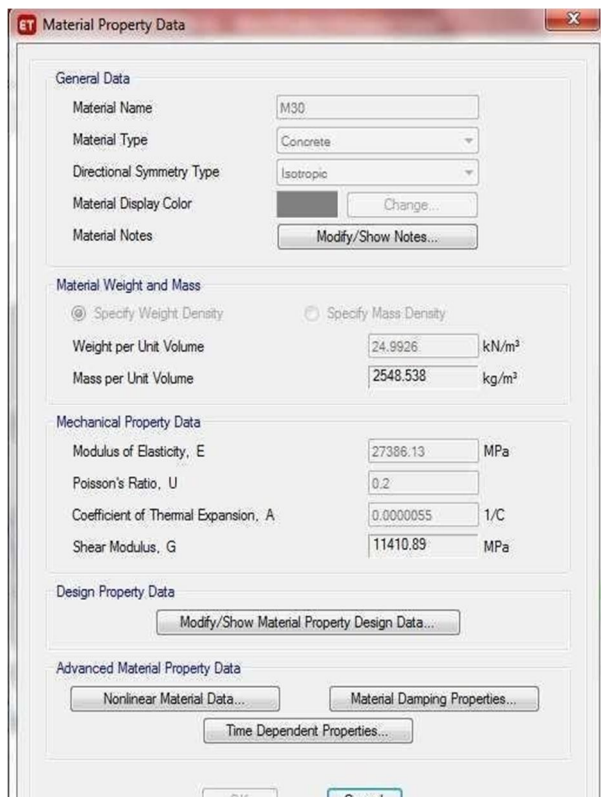 ET Material Property Data
General Data
Material Name M30
Material Type Concrete
Directional Symmetry Type Isotropic
Material Display Color Change...
Material Notes Modify/Show Notes...
Material Weight and Mass
Specify Weight Density Specify Mass Density
Weight per Unit Volume 24.9926 kN/m³
Mass per Unit Volume 2548.538 kg/m³
Mechanical Property Data
Modulus of Elasticity, E 27386.13 MPa
Poisson's Ratio, U 0.2
Coefficient of Thermal Expansion, A 0.0000055 1/C
Shear Modulus, G 11410.89 MPa
Design Property Data
Modify/Show Material Property Design Data...
Advanced Material Property Data
Nonlinear Material Data... Material Damping Properties...
Time Dependent Properties...